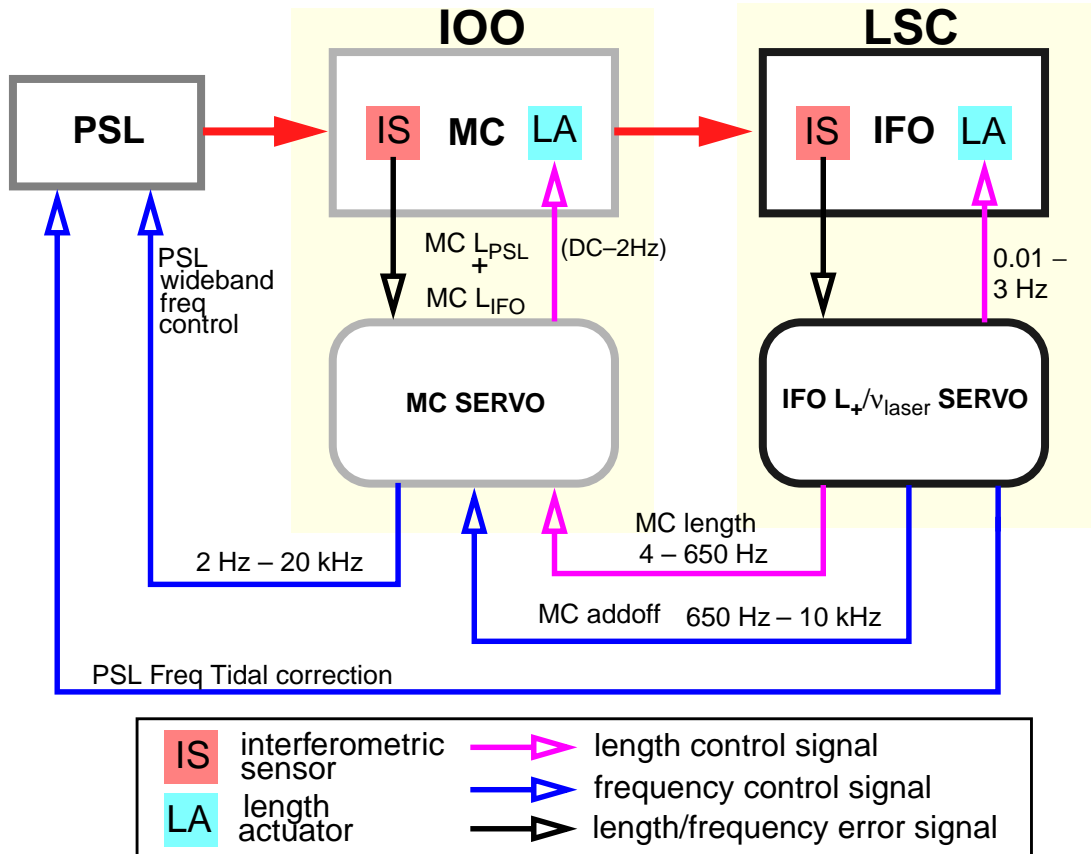 IOO
LSC
PSL
IS
MC
LA
IS
IFO
LA
PSL
wideband
freq
control
MC LPSL
+
MC LIFO
(DC–2Hz)
0.01 –
3 Hz
MC SERVO
IFO L+/νlaser SERVO
2 Hz – 20 kHz
MC length
4 – 650 Hz
MC addoff 650 Hz – 10 kHz
PSL Freq Tidal correction
IS
interferometric
sensor
length control signal
frequency control signal
LA
length
actuator
length/frequency error signal